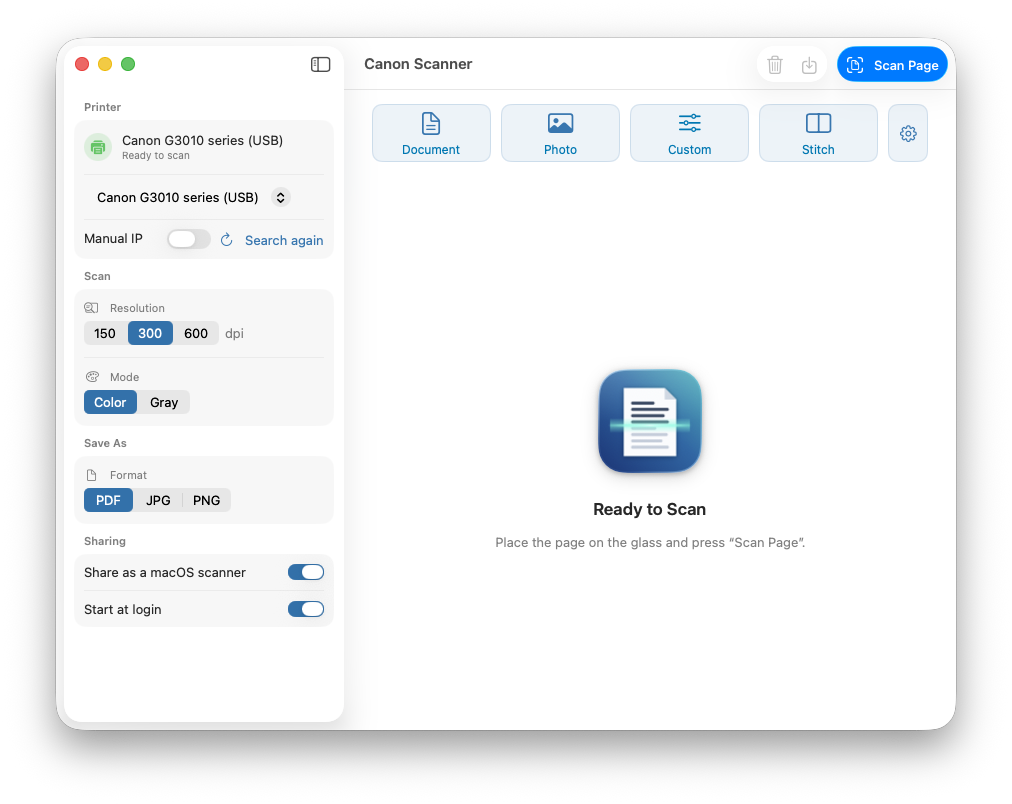 Canon Scanner
Scan Page
Printer
Canon G3010 series (USB)
Ready to scan
Canon G3010 series (USB)
Manual IP
Search again
Scan
Resolution
150 300 600 dpi
Mode
Color Gray
Save As
Format
PDF JPG PNG
Sharing
Share as a macOS scanner
Start at login
Document Photo Custom Stitch
Ready to Scan
Place the page on the glass and press “Scan Page”.